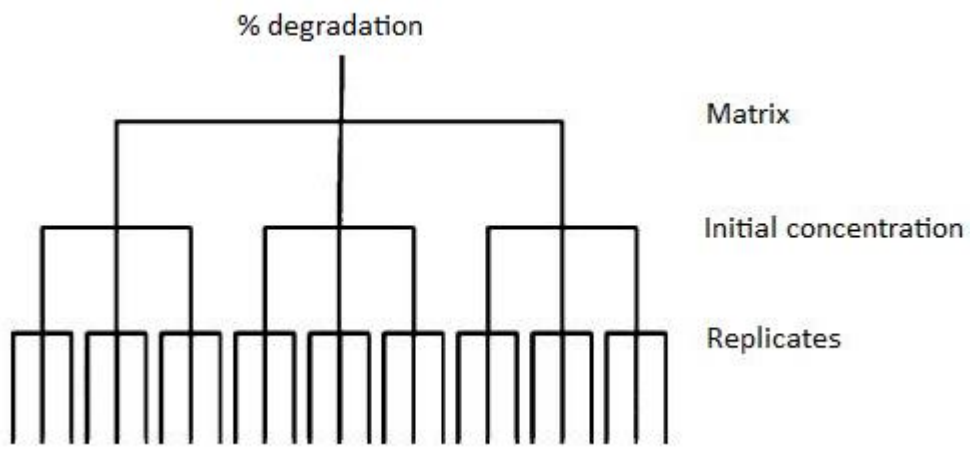 % degradation
Matrix
Initial concentration
Replicates